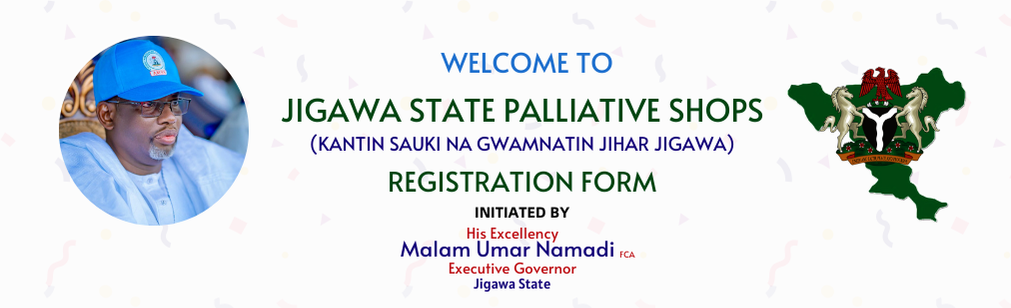 WELCOME TO
JIGAWA STATE PALLIATIVE SHOPS
(KANTIN SAUKI NA GWAMNATIN JIHAR JIGAWA)
REGISTRATION FORM
INITIATED BY
His Excellency
Malam Umar Namadi FCA
Executive Governor
Jigawa State